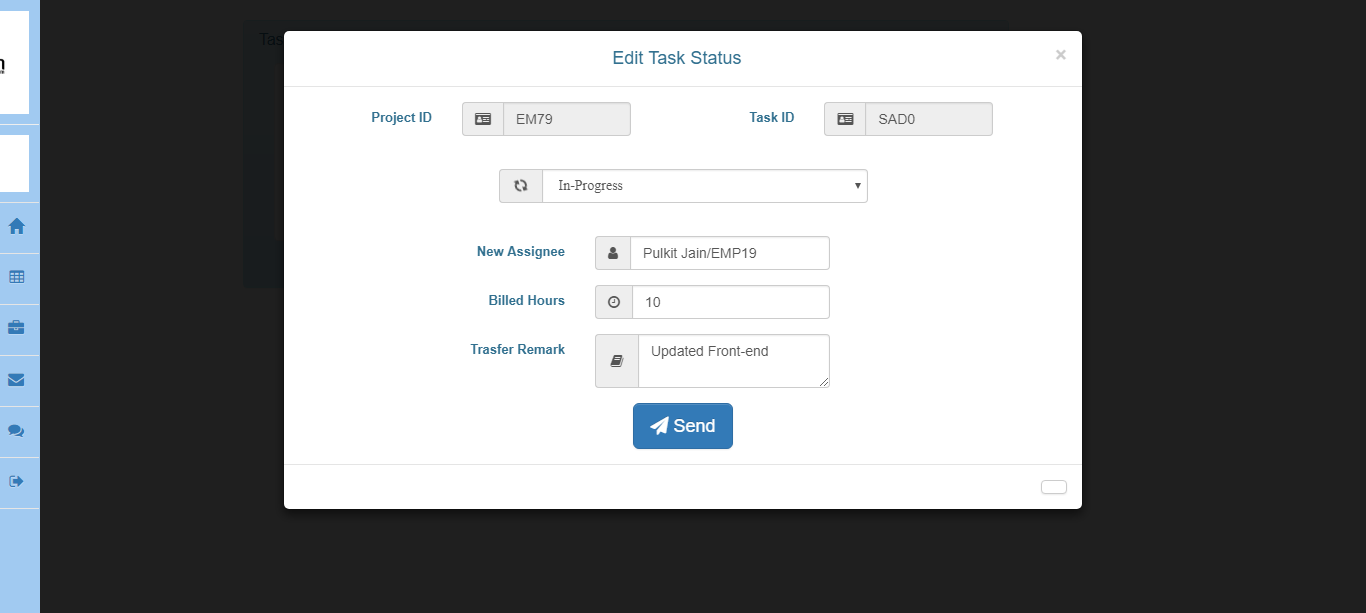 Edit Task Status
×
Project ID
EM79
Task ID
SAD0
In-Progress
New Assignee
Pulkit Jain/EMP19
Billed Hours
10
Trasfer Remark
Updated Front-end
Send